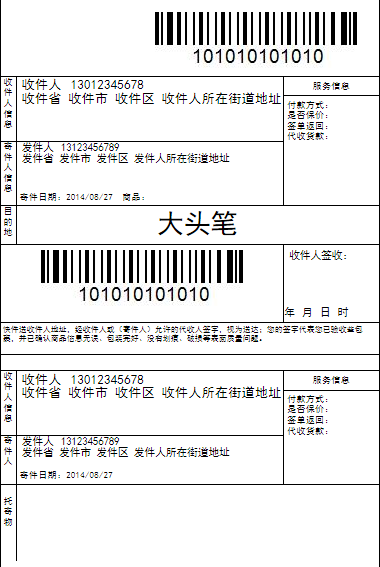 101010101010
收件人信息
收件人 13012345678
收件省 收件市 收件区 收件人所在街道地址
服务信息
付款方式：
是否保价：
签单返回：
代收货款：
寄件人信息
发件人 13123456789
发件省 发件市 发件区 发件人所在街道地址
寄件日期：2014/08/27 商品：
目的地
大头笔
101010101010
收件人签收：
年 月 日 时
快件送收件人地址，经收件人或（寄件人）允许的代收人签字，视为送达；您的签字代表您已验收些包
裹，并已确认商品信息无误、包装完好、没有划痕、破损等表面质量问题。
收件人信息
收件人 13012345678
收件省 收件市 收件区 收件人所在街道地址
服务信息
付款方式：
是否保价：
签单返回：
代收货款：
寄件人
发件人 13123456789
发件省 发件市 发件区 发件人所在街道地址
寄件日期：2014/08/27
托寄物